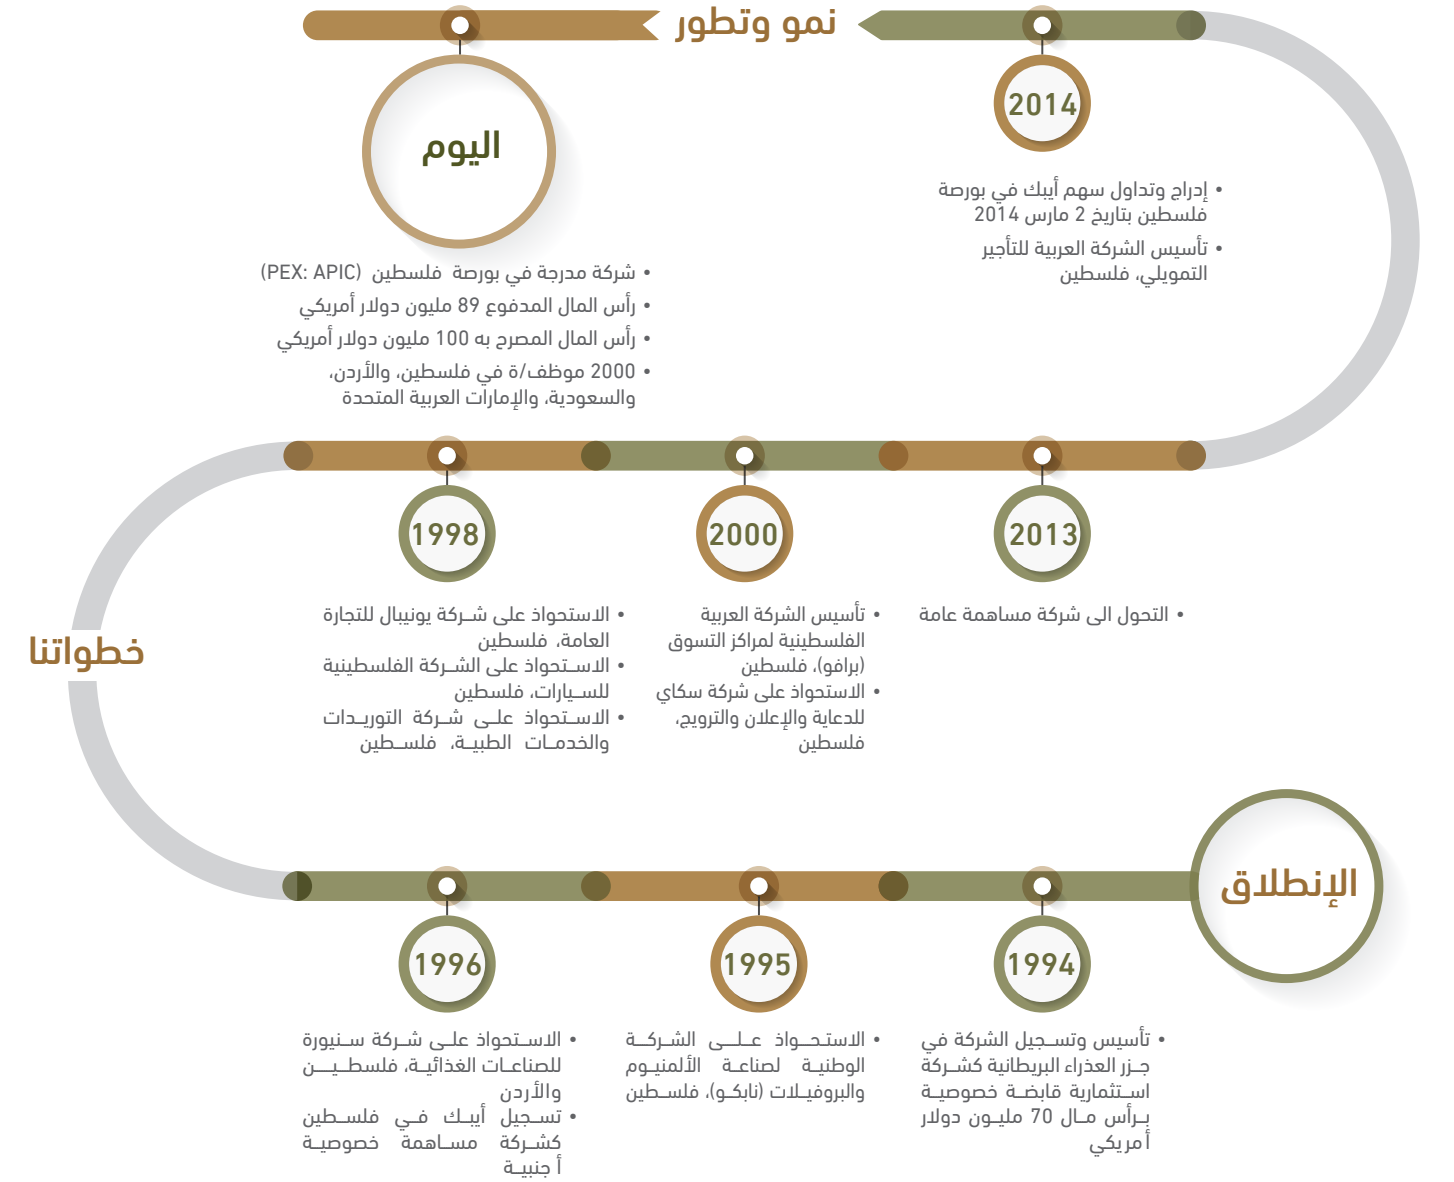 نمو وتطور
2014
• إدراج وتداول سهم أيبك في بورصة
فلسطين بتاريخ 2 مارس 2014
• تأسيس الشركة العربية للتأجير
التمويلي، فلسطين
اليوم
• شركة مدرجة في بورصة فلسطين (PEX: APIC)
• رأس المال المدفوع 89 مليون دولار أمريكي
• رأس المال المصرح به 100 مليون دولار أمريكي
• 2000 موظف/ة في فلسطين، والأردن،
والسعودية، والإمارات العربية المتحدة
2013
• التحول الى شركة مساهمة عامة
2000
• تأسيس الشركة العربية
الفلسطينية لمراكز التسوق
(برافو)، فلسطين
• الاستحواذ على شركة سكاي
للدعاية والإعلان والترويج،
فلسطين
1998
• الاستحواذ على شركة يونيبال للتجارة
العامة، فلسطين
• الاستحواذ على الشركة الفلسطينية
للسيارات، فلسطين
• الاستحواذ على شركة التوريدات
والخدمات الطبية، فلسطين
خطواتنا
الإنطلاق
1994
• تأسيس وتسجيل الشركة في
جزر العذراء البريطانية كشركة
استثمارية قابضة خصوصية
برأس مال 70 مليون دولار
أمريكي
1995
• الاستحواذ على الشركة
الوطنية لصناعة الألمنيوم
والبروفيلات (نابكو)، فلسطين
1996
• الاستحواذ على شركة سنيورة
للصناعات الغذائية، فلسطين
والأردن
• تسجيل أيبك في فلسطين
كشركة مساهمة خصوصية
أجنبية